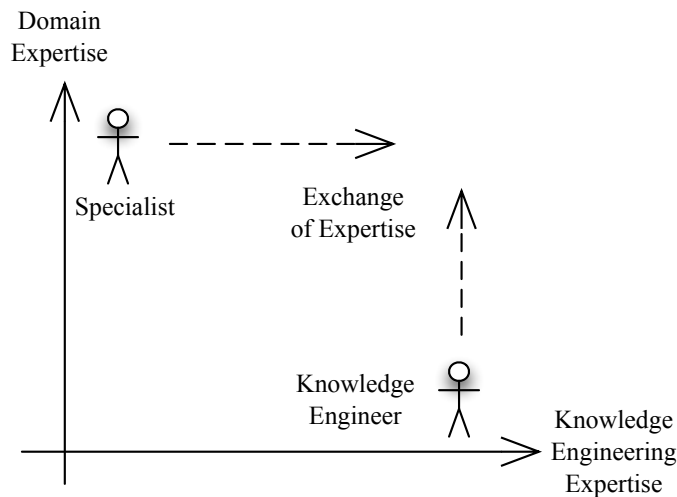 Domain
Expertise
Specialist
Exchange
of Expertise
Knowledge
Engineer
Knowledge
Engineering
Expertise